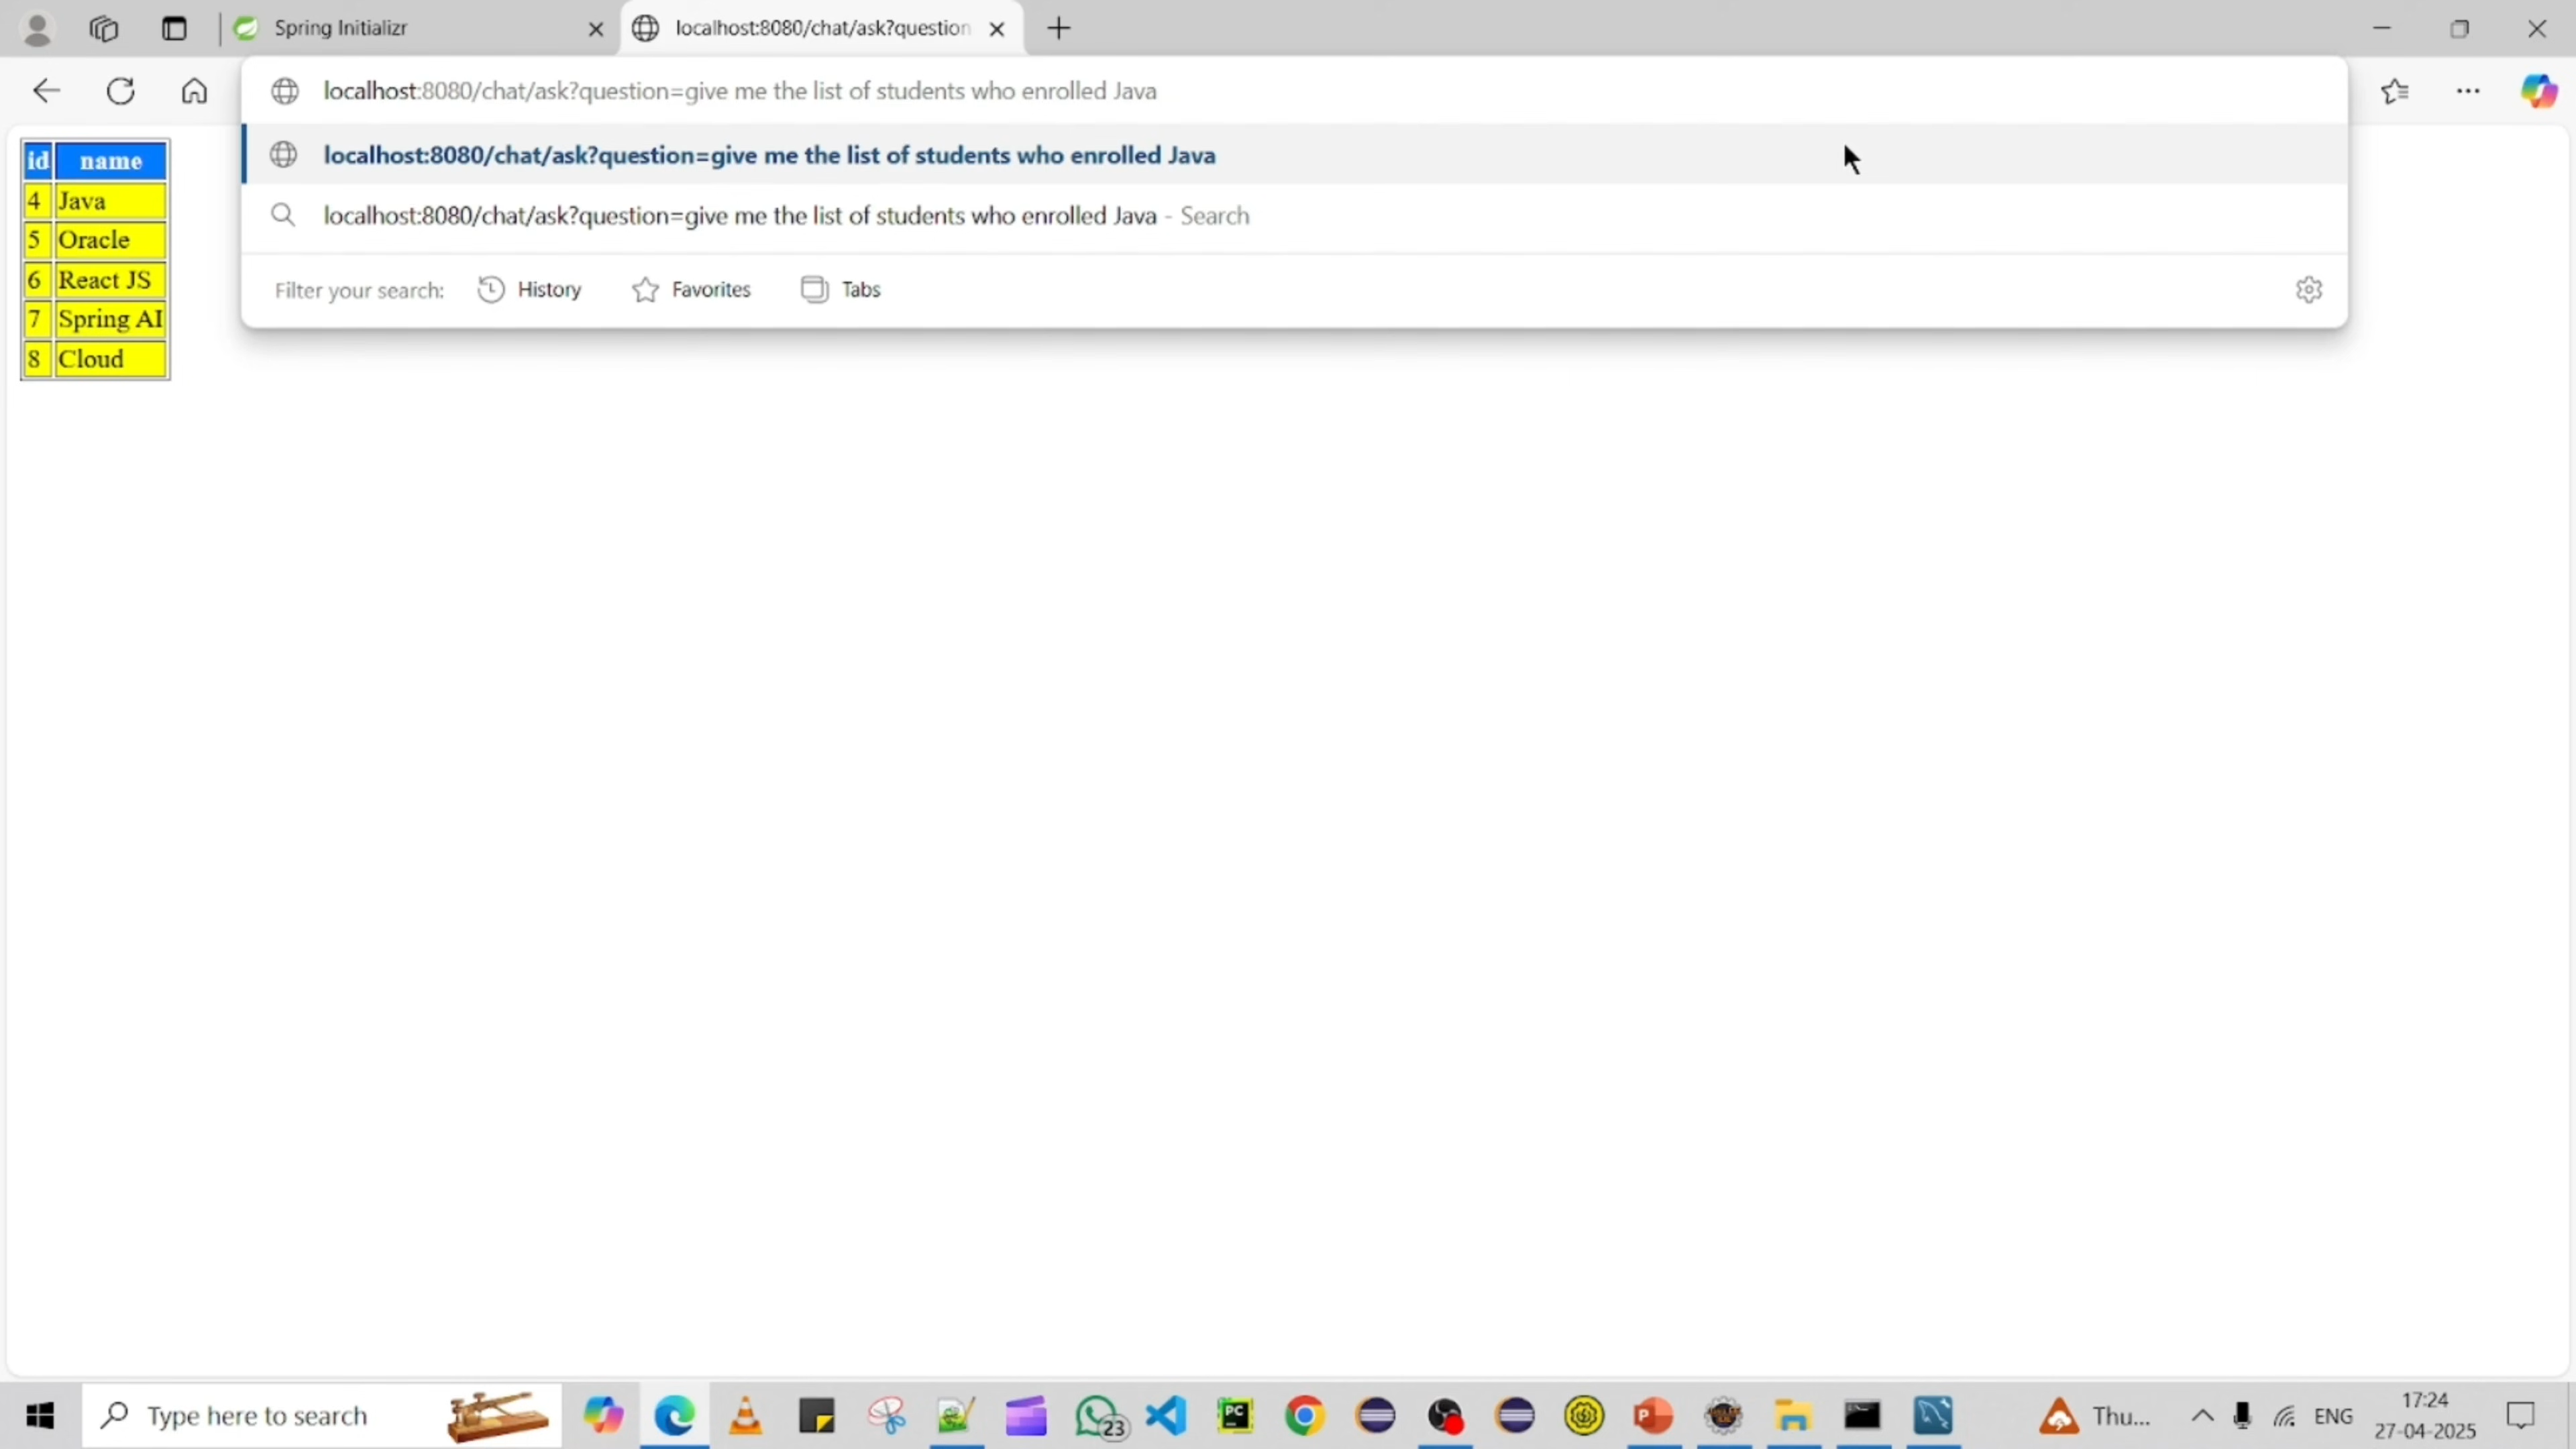 Spring Initializr
localhost:8080/chat/ask?question
localhost:8080/chat/ask?question=give me the list of students who enrolled Java
localhost:8080/chat/ask?question=give me the list of students who enrolled Java
localhost:8080/chat/ask?question=give me the list of students who enrolled Java - Search
Filter your search: History Favorites Tabs
id name
4 Java
5 Oracle
6 React JS
7 Spring AI
8 Cloud
Type here to search
23
PC
P
Thu...
ENG
17:24
27-04-2025